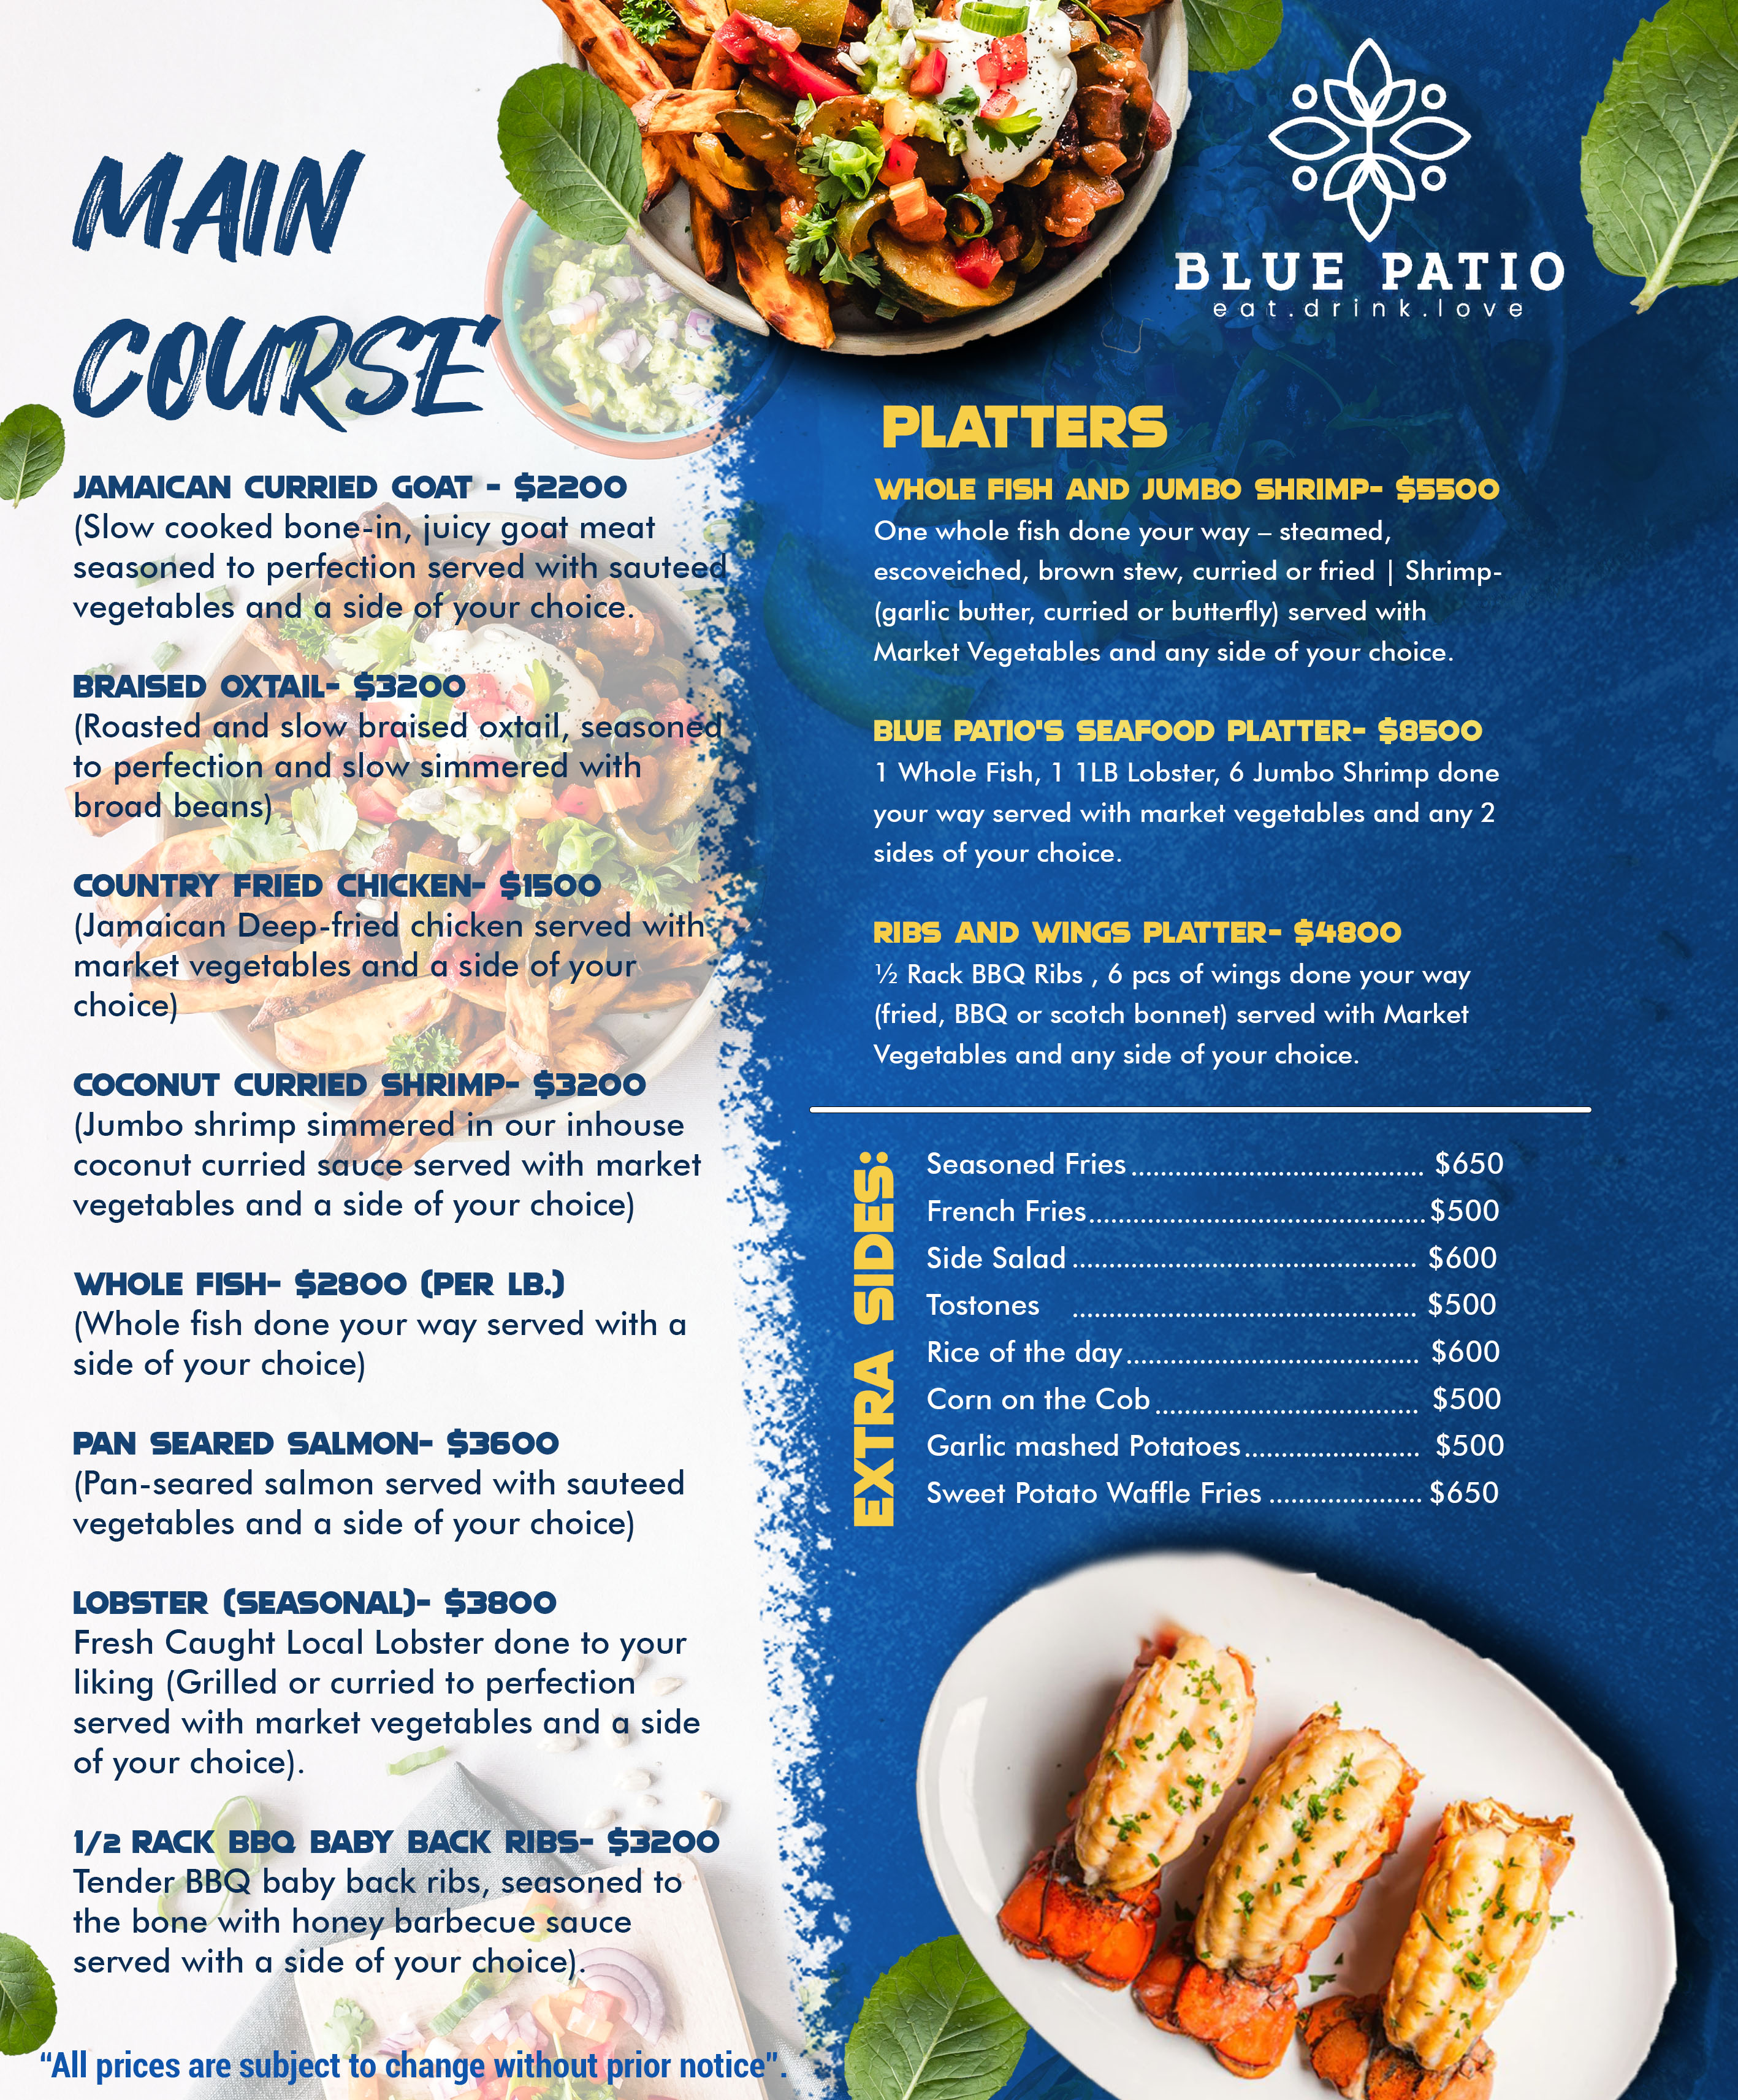 BLUE PATIO
eat.drink.love
MAIN
COURSE
JAMAICAN CURRIED GOAT - $2200
(Slow cooked bone-in, juicy goat meat
seasoned to perfection served with sauteed
vegetables and a side of your choice.
BRAISED OXTAIL- $3200
(Roasted and slow braised oxtail, seasoned
to perfection and slow simmered with
broad beans)
COUNTRY FRIED CHICKEN- $1500
(Jamaican Deep-fried chicken served with
market vegetables and a side of your
choice)
COCONUT CURRIED SHRIMP- $3200
(Jumbo shrimp simmered in our inhouse
coconut curried sauce served with market
vegetables and a side of your choice)
WHOLE FISH- $2800 (PER LB.)
(Whole fish done your way served with a
side of your choice)
PAN SEARED SALMON- $3600
(Pan-seared salmon served with sauteed
vegetables and a side of your choice)
LOBSTER (SEASONAL)- $3800
Fresh Caught Local Lobster done to your
liking (Grilled or curried to perfection
served with market vegetables and a side
of your choice).
1/2 RACK BBQ BABY BACK RIBS- $3200
Tender BBQ baby back ribs, seasoned to
the bone with honey barbecue sauce
served with a side of your choice).
“All prices are subject to change without prior notice”.
PLATTERS
WHOLE FISH AND JUMBO SHRIMP- $5500
One whole fish done your way – steamed,
escoveiched, brown stew, curried or fried | Shrimp-
(garlic butter, curried or butterfly) served with
Market Vegetables and any side of your choice.
BLUE PATIO'S SEAFOOD PLATTER- $8500
1 Whole Fish, 1 1LB Lobster, 6 Jumbo Shrimp done
your way served with market vegetables and any 2
sides of your choice.
RIBS AND WINGS PLATTER- $4800
½ Rack BBQ Ribs , 6 pcs of wings done your way
(fried, BBQ or scotch bonnet) served with Market
Vegetables and any side of your choice.
EXTRA SIDES:
Seasoned Fries........................................ $650
French Fries..............................................$500
Side Salad ............................................... $600
Tostones ............................................... $500
Rice of the day........................................ $600
Corn on the Cob .................................... $500
Garlic mashed Potatoes........................ $500
Sweet Potato Waffle Fries ..................... $650